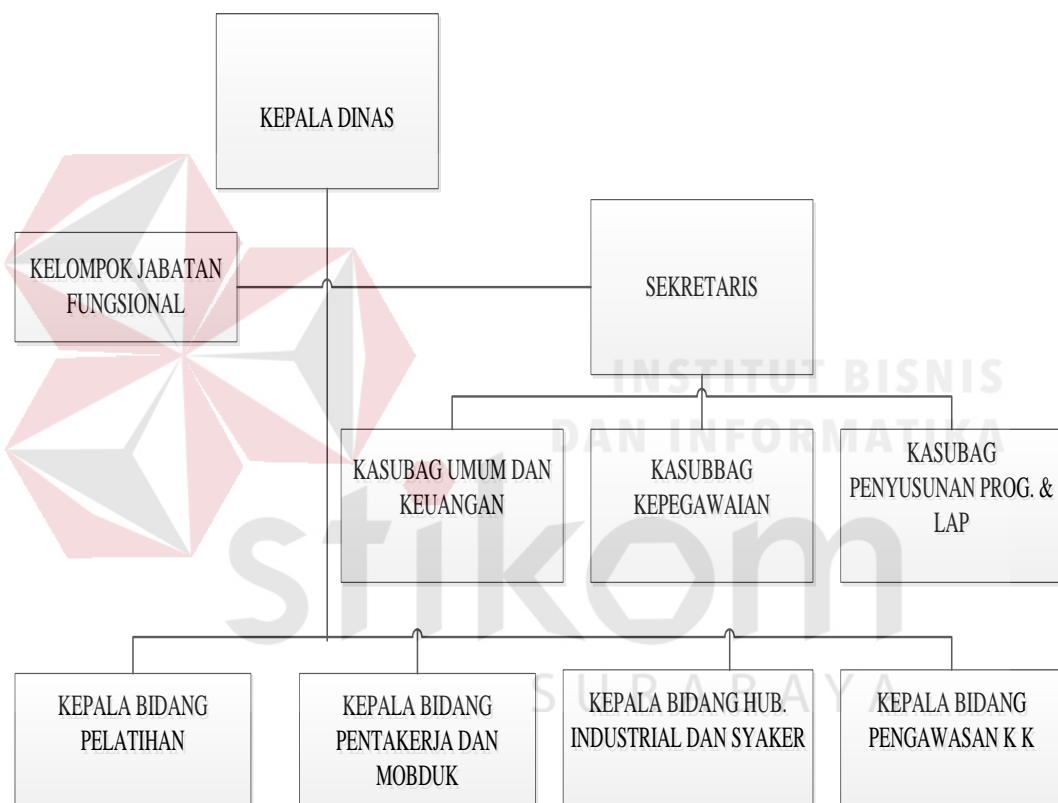 KEPALA DINAS
KELOMPOK JABATAN
FUNGSIONAL
SEKRETARIS
INSTITUT BISNIS
DAN INFORMATIKA
KASUBAG UMUM DAN
KEUANGAN
KASUBBAG
KEPEGAWAIAN
KASUBAG
PENYUSUNAN PROG. &
LAP
stikom
SURABAYA
KEPALA BIDANG
PELATIHAN
KEPALA BIDANG
PENTAKERJA DAN
MOBDUK
KEPALA BIDANG HUB.
INDUSTRIAL DAN SYAKER
KEPALA BIDANG
PENGAWASAN K K